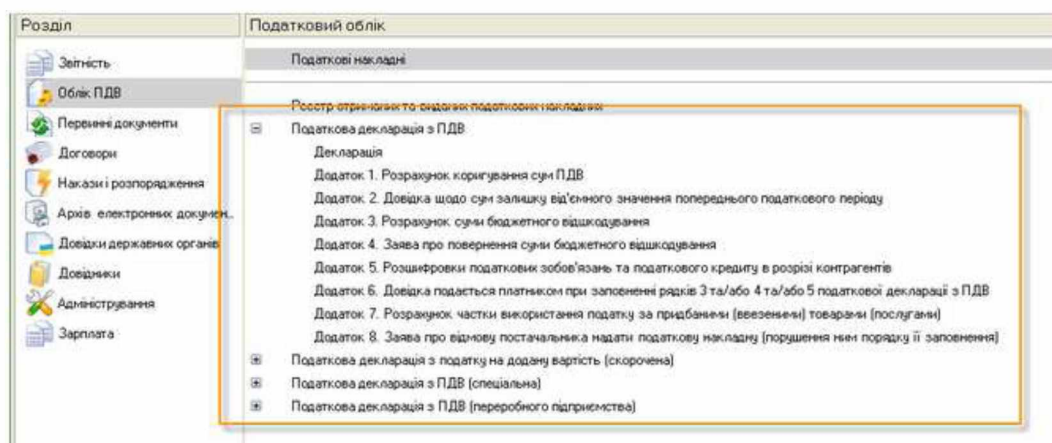 Розділ
Звітність
Облік ПДВ
Первинні документи
Договори
Накази і розпорядження
Архів електронних докумен..
Довідки державних органів
Довідники
Адміністрування
Зарплата
Податковий облік
Податкові накладні
Реєстр отриманих та виданих податкових накладних
Податкова декларація з ПДВ
Декларація
Додаток 1. Розрахунок коригування сум ПДВ
Додаток 2. Довідка щодо сум залишку від'ємного значення попереднього податкового періоду
Додаток 3. Розрахунок суми бюджетного відшкодування
Додаток 4. Заява про повернення суми бюджетного відшкодування
Додаток 5. Розшифровки податкових зобов'язань та податкового кредиту в розрізі контрагентів
Додаток 6. Довідка подається платником при заповненні рядків 3 та/або 4 та/або 5 податкової декларації з ПДВ
Додаток 7. Розрахунок частки використання податку за придбаними (ввезеними) товарами (послугами)
Додаток 8. Заява про відмову постачальника надати податкову накладну (порушення ним порядку її заповнення)
Податкова декларація з податку на додану вартість (скорочена)
Податкова декларація з ПДВ (спеціальна)
Податкова декларація з ПДВ (переробного підприємства)